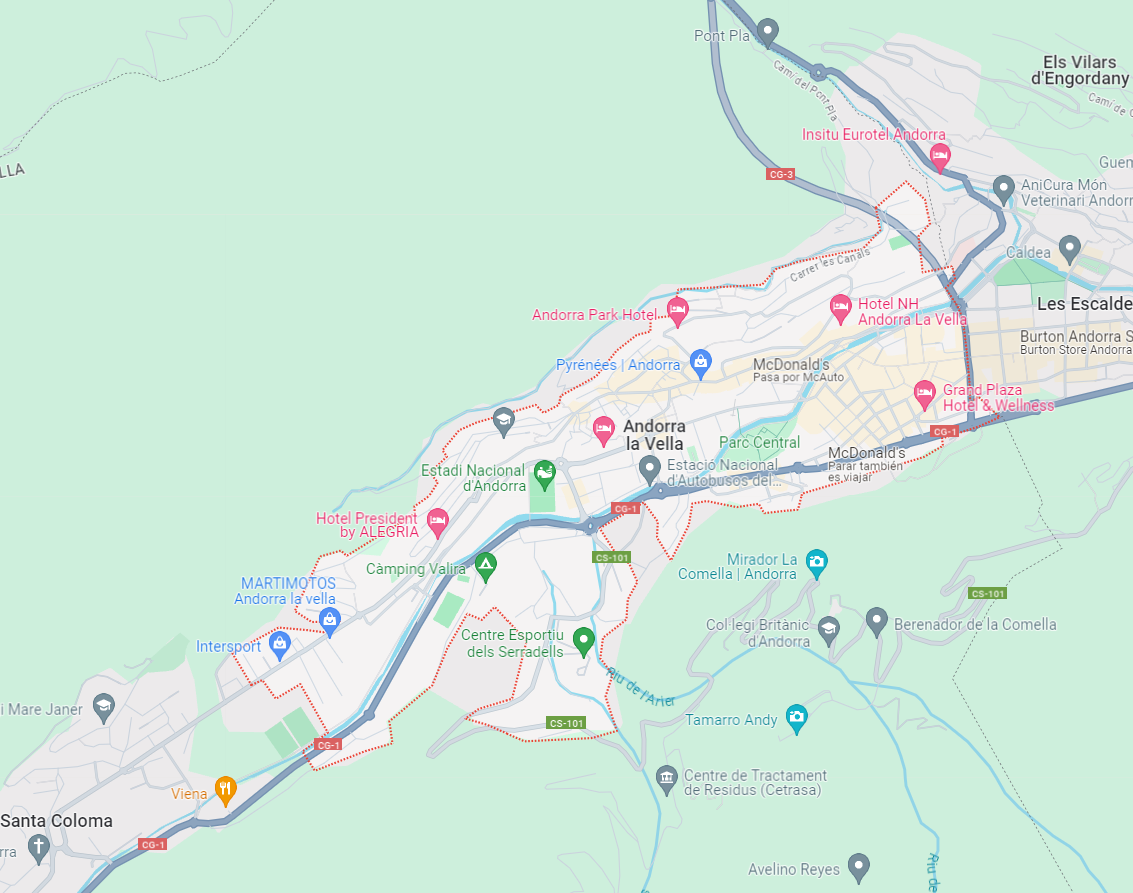 Pont Pla
Els Vilars
d'Engordany
Camí del Pont Pla
Camí de
Insitu Eurotel Andorra
Guem
LLA
CG-3
AniCura Món
Veterinari Andorr
Caldea
Carrer les Canals
Les Escalde
Andorra Park Hotel
Hotel NH
Andorra La Vella
Burton Andorra S
Burton Store Andorra
Pyrénées | Andorra
McDonald's
Pasa por McAuto
Grand Plaza
Hotel & Wellness
Andorra
la Vella
CG-1
Parc Central
McDonald's
Parar también
es viajar
Estadi Nacional
d'Andorra
Estació Nacional
d'Autobusos del...
CG-1
Hotel President
by ALEGRIA
CS-101
Càmping Valira
Mirador La
Comella | Andorra
MARTIMOTOS
Andorra la vella
CS-101
Intersport
Centre Esportiu
dels Serradells
Col·legi Britànic
d'Andorra
Berenador de la Comella
Riu de l'Aner
i Mare Janer
CS-101
Tamarro Andy
CG-1
Centre de Tractament
de Residus (Cetrasa)
Viena
Santa Coloma
CG-1
rra
Avelino Reyes
Riu de